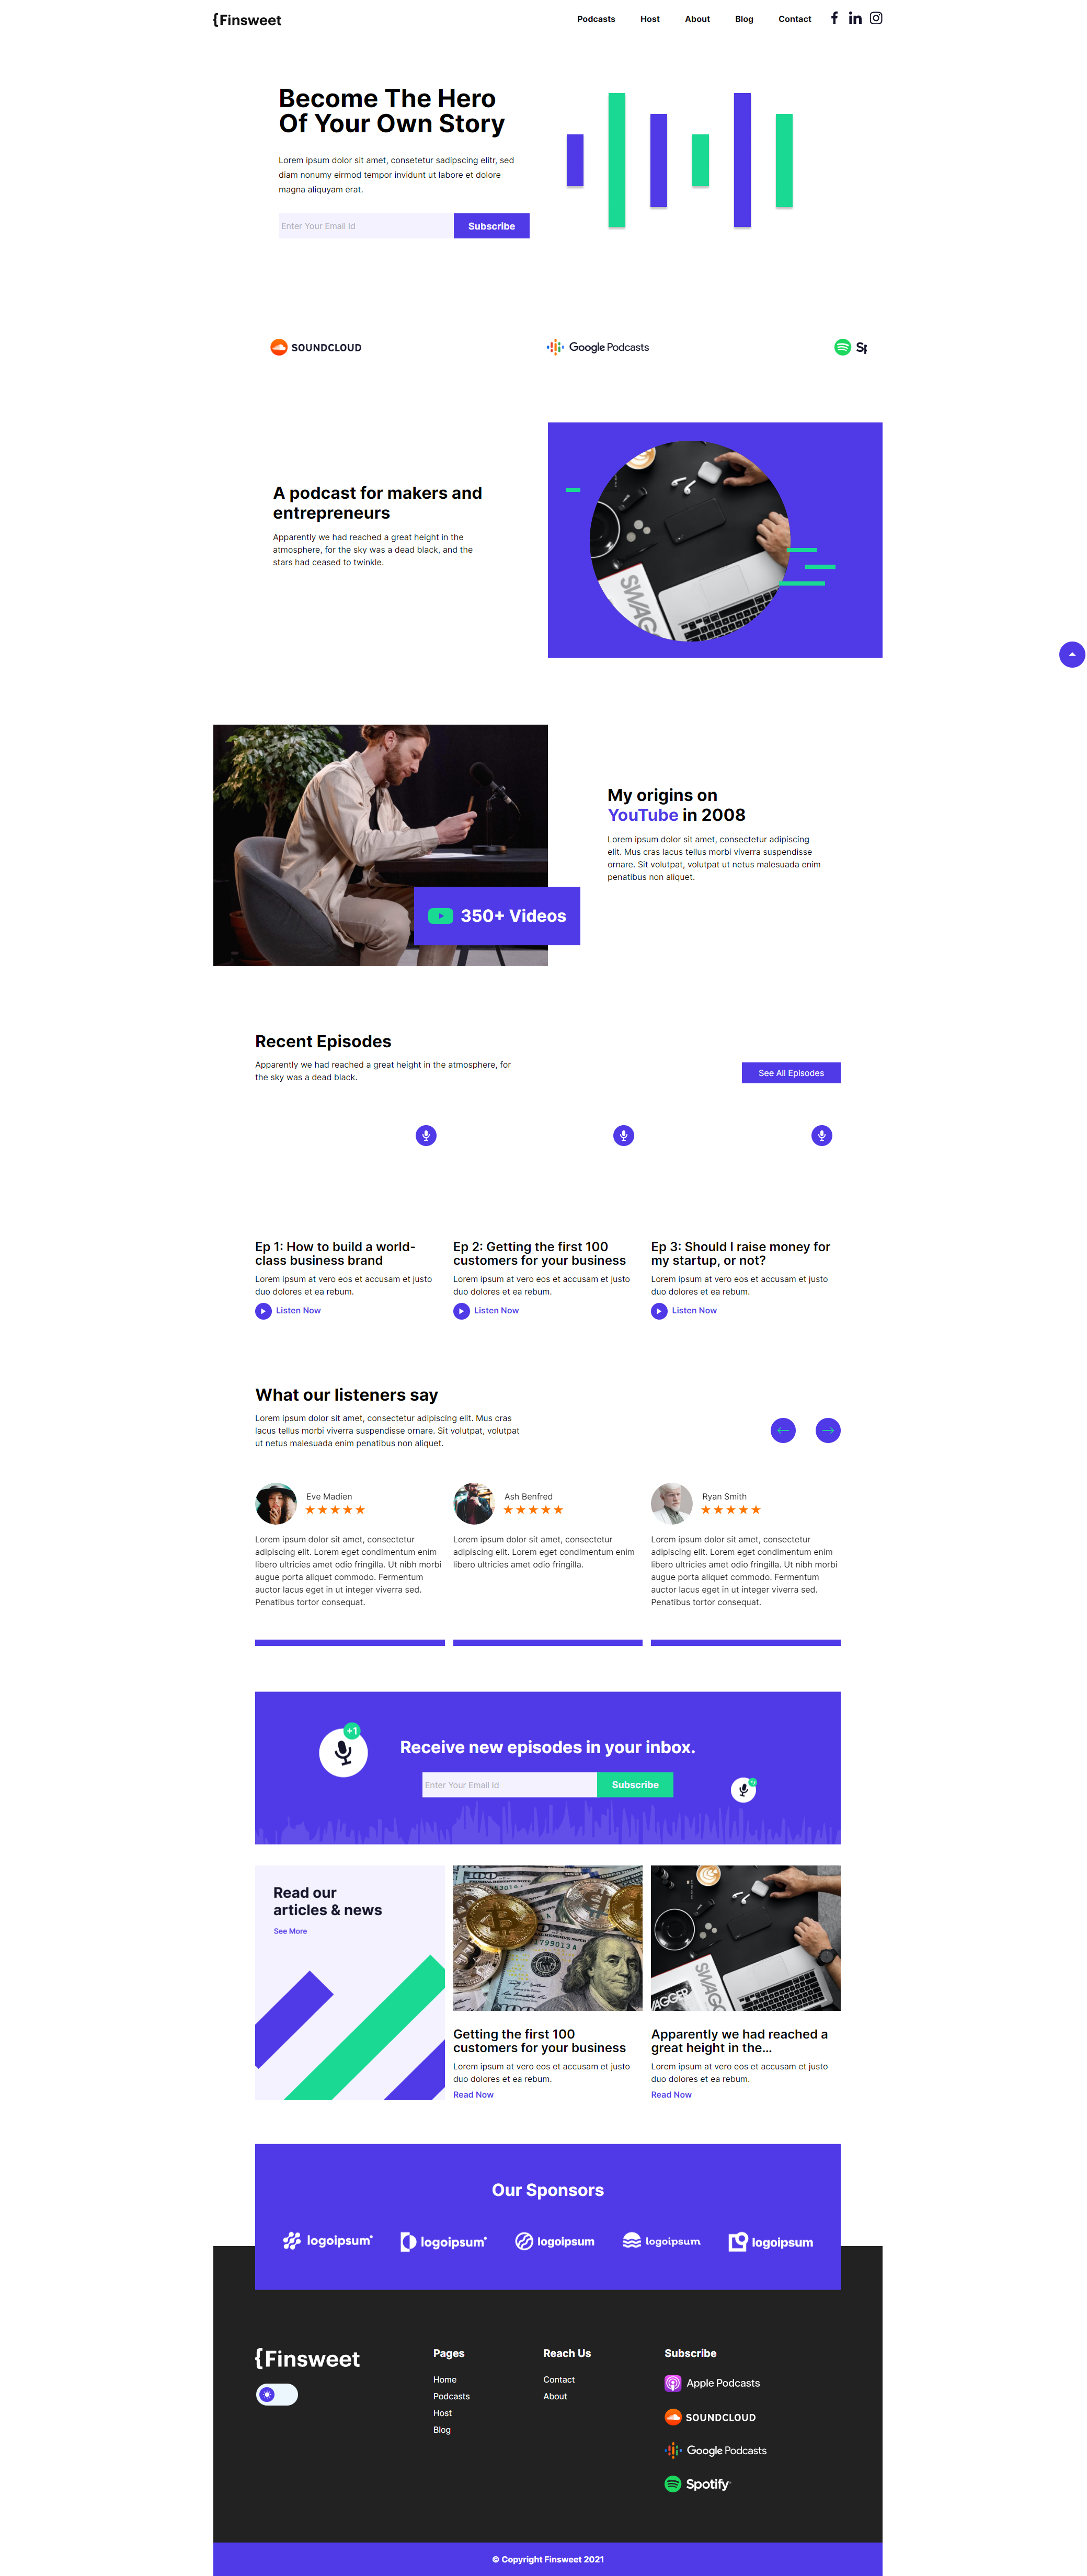 {Finsweet
Podcasts
Host
About
Blog
Contact
Become The Hero
Of Your Own Story
Lorem ipsum dolor sit amet, consetetur sadipscing elitr, sed
diam nonumy eirmod tempor invidunt ut labore et dolore
magna aliquyam erat.
Enter Your Email Id
Subscribe
SOUNDCLOUD
Google Podcasts
Sp
A podcast for makers and
entrepreneurs
Apparently we had reached a great height in the
atmosphere, for the sky was a dead black, and the
stars had ceased to twinkle.
SWAG
My origins on
YouTube in 2008
Lorem ipsum dolor sit amet, consectetur adipiscing
elit. Mus cras lacus tellus morbi viverra suspendisse
ornare. Sit volutpat, volutpat ut netus malesuada enim
penatibus non aliquet.
350+ Videos
Recent Episodes
Apparently we had reached a great height in the atmosphere, for
the sky was a dead black.
See All Episodes
Ep 1: How to build a world-
class business brand
Lorem ipsum at vero eos et accusam et justo
duo dolores et ea rebum.
Listen Now
Ep 2: Getting the first 100
customers for your business
Lorem ipsum at vero eos et accusam et justo
duo dolores et ea rebum.
Listen Now
Ep 3: Should I raise money for
my startup, or not?
Lorem ipsum at vero eos et accusam et justo
duo dolores et ea rebum.
Listen Now
What our listeners say
Lorem ipsum dolor sit amet, consectetur adipiscing elit. Mus cras
lacus tellus morbi viverra suspendisse ornare. Sit volutpat, volutpat
ut netus malesuada enim penatibus non aliquet.
Eve Madien
Lorem ipsum dolor sit amet, consectetur
adipiscing elit. Lorem eget condimentum enim
libero ultricies amet odio fringilla. Ut nibh morbi
augue porta aliquet commodo. Fermentum
auctor lacus eget in ut integer viverra sed.
Penatibus tortor consequat.
Ash Benfred
Lorem ipsum dolor sit amet, consectetur
adipiscing elit. Lorem eget condimentum enim
libero ultricies amet odio fringilla.
Ryan Smith
Lorem ipsum dolor sit amet, consectetur
adipiscing elit. Lorem eget condimentum enim
libero ultricies amet odio fringilla. Ut nibh morbi
augue porta aliquet commodo. Fermentum
auctor lacus eget in ut integer viverra sed.
Penatibus tortor consequat.
+1
Receive new episodes in your inbox.
Enter Your Email Id
Subscribe
Read our
articles & news
See More
100
Getting the first 100
customers for your business
Lorem ipsum at vero eos et accusam et justo
duo dolores et ea rebum.
Read Now
SWAGG
Apparently we had reached a
great height in the...
Lorem ipsum at vero eos et accusam et justo
duo dolores et ea rebum.
Read Now
Our Sponsors
logoipsum
logoipsum
logoipsum
logoipsum
logoipsum
{Finsweet
Pages
Home
Podcasts
Host
Blog
Reach Us
Contact
About
Subscribe
Apple Podcasts
SOUNDCLOUD
Google Podcasts
Spotify
© Copyright Finsweet 2021